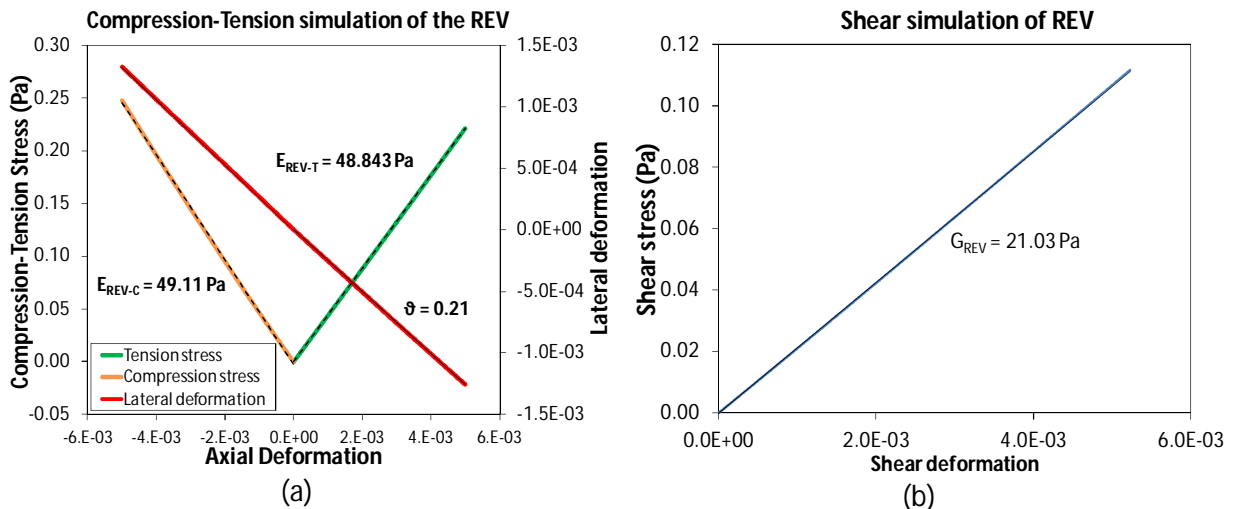 Compression-Tension simulation of the REV
Compression-Tension Stress (Pa)
0.30
0.25
0.20
0.15
0.10
0.05
0.00
-0.05
1.5E-03
1.0E-03
5.0E-04
0.0E+00
-5.0E-04
-1.0E-03
-1.5E-03
Lateral deformation
E_REV-T = 48.843 Pa
E_REV-C = 49.11 Pa
ϑ = 0.21
Tension stress
Compression stress
Lateral deformation
-6.E-03 -4.E-03 -2.E-03 0.E+00 2.E-03 4.E-03 6.E-03
Axial Deformation
(a)
Shear simulation of REV
Shear stress (Pa)
0.12
0.10
0.08
0.06
0.04
0.02
0.00
G_REV = 21.03 Pa
0.0E+00 2.0E-03 4.0E-03 6.0E-03
Shear deformation
(b)